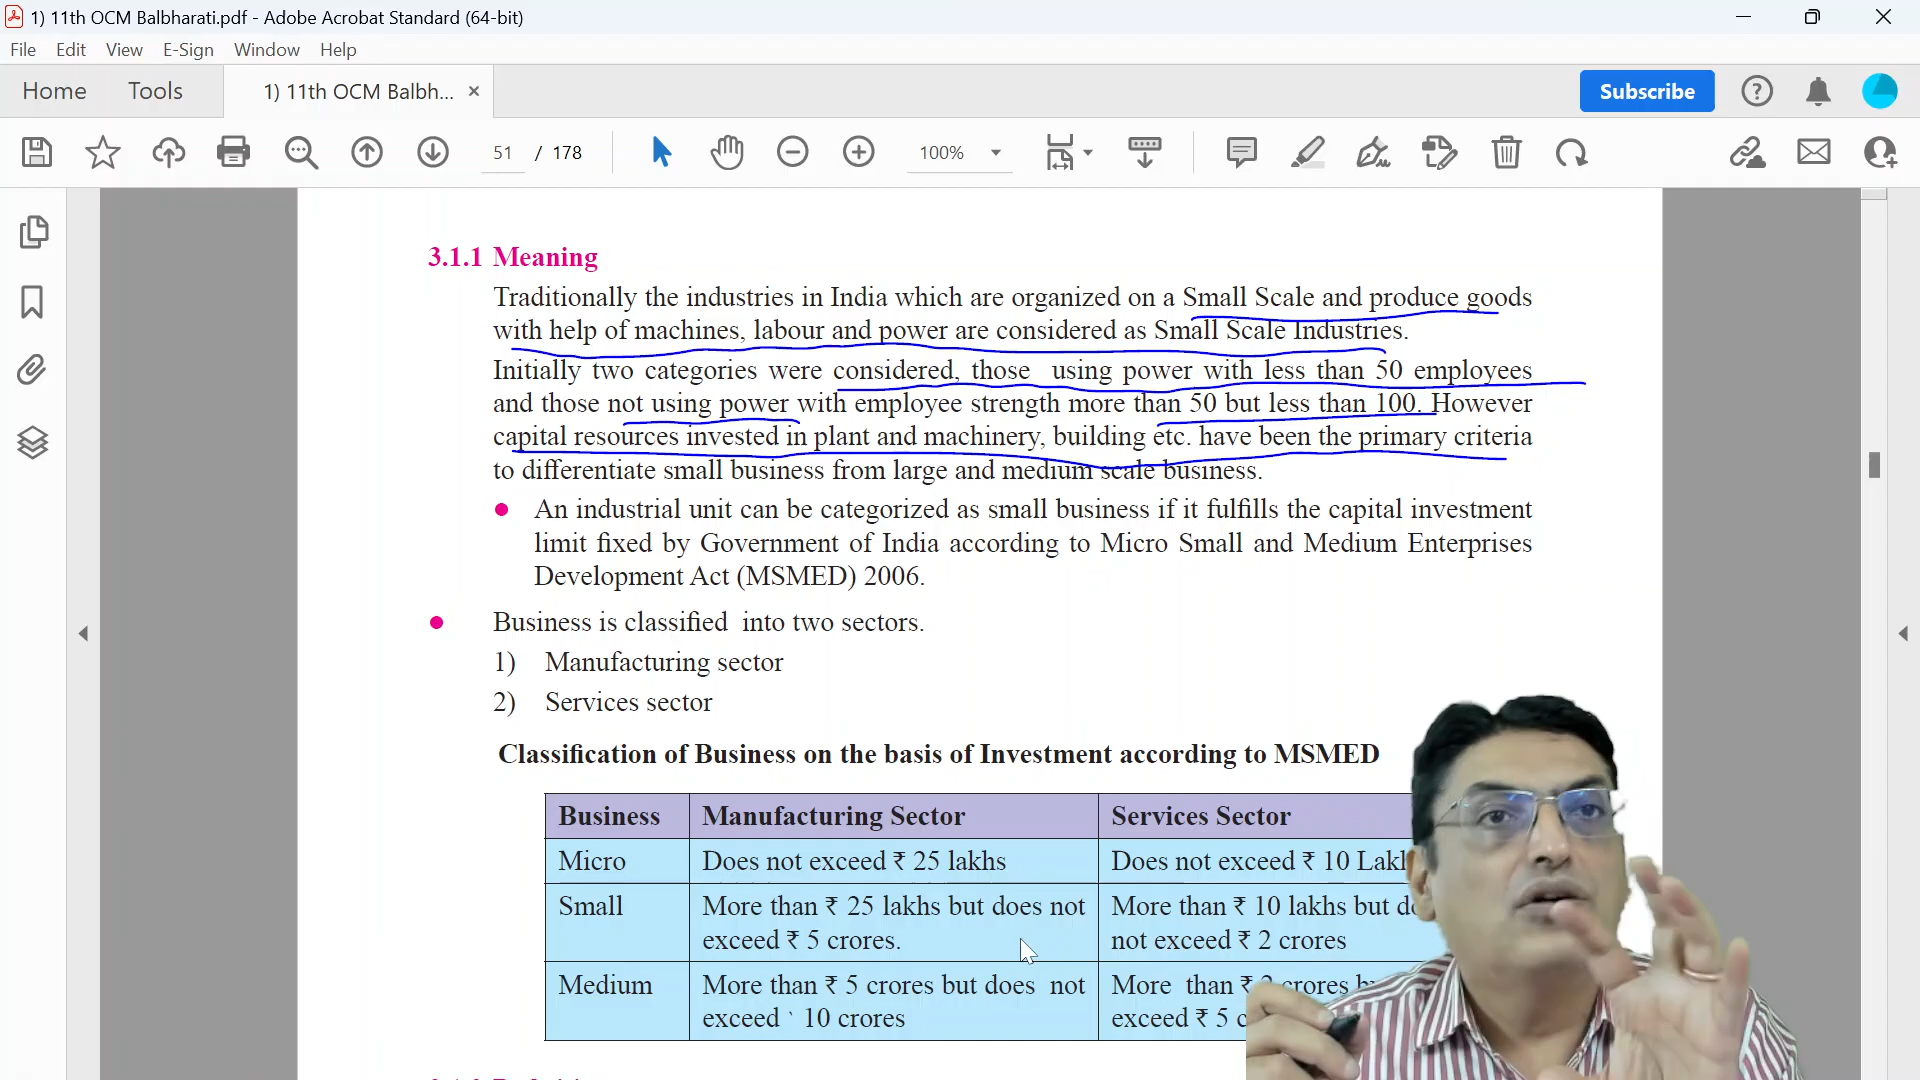 1) 11th OCM Balbharati.pdf - Adobe Acrobat Standard (64-bit)
File Edit View E-Sign Window Help
Home Tools 1) 11th OCM Balbh... × Subscribe
51 / 178 100%
3.1.1 Meaning
Traditionally the industries in India which are organized on a Small Scale and produce goods
with help of machines, labour and power are considered as Small Scale Industries.
Initially two categories were considered, those using power with less than 50 employees
and those not using power with employee strength more than 50 but less than 100. However
capital resources invested in plant and machinery, building etc. have been the primary criteria
to differentiate small business from large and medium scale business.
• An industrial unit can be categorized as small business if it fulfills the capital investment
limit fixed by Government of India according to Micro Small and Medium Enterprises
Development Act (MSMED) 2006.
• Business is classified into two sectors.
1) Manufacturing sector
2) Services sector
Classification of Business on the basis of Investment according to MSMED
Business Manufacturing Sector Services Sector
Micro Does not exceed ₹ 25 lakhs Does not exceed ₹ 10
Small More than ₹ 25 lakhs but does not More than ₹ 10 lakhs but
exceed ₹ 5 crores. not exceed ₹ 2 crores
Medium More than ₹ 5 crores but does not More than ₹ 2 crores
exceed ` 10 crores exceed ₹ 5